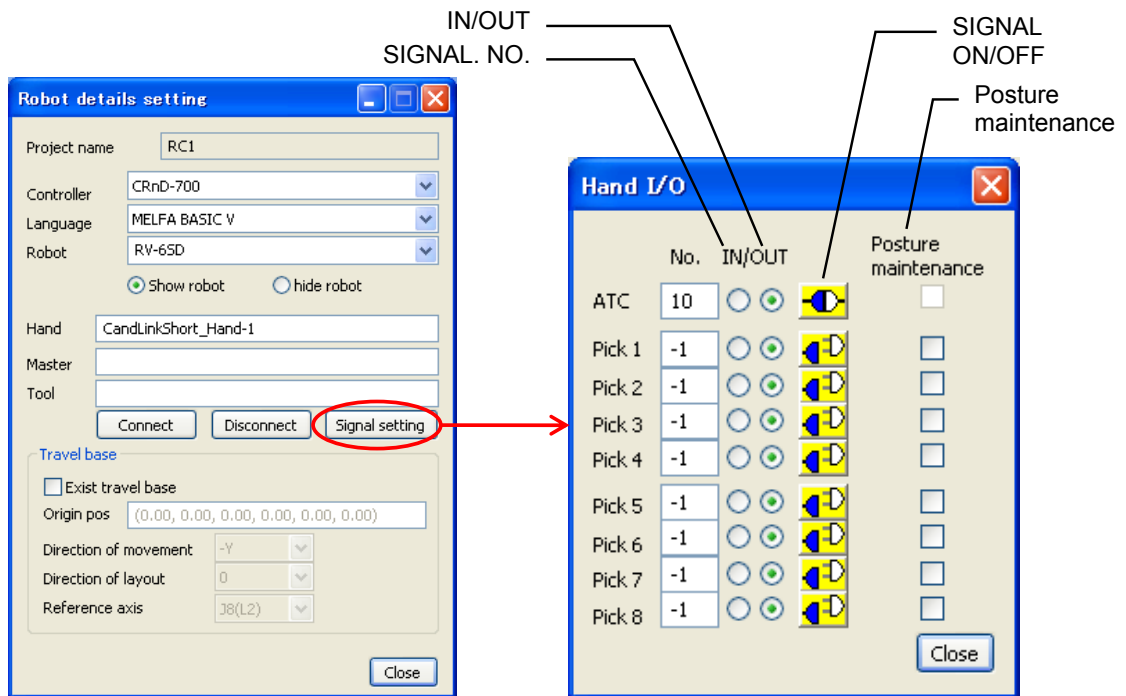 IN/OUT
SIGNAL. NO.
SIGNAL
ON/OFF
Posture
maintenance
Robot details setting
Project name RC1
Controller CRnD-700
Language MELFA BASIC V
Robot RV-6SD
Show robot hide robot
Hand CandLinkShort_Hand-1
Master
Tool
Connect Disconnect Signal setting
Travel base
Exist travel base
Origin pos (0.00, 0.00, 0.00, 0.00, 0.00, 0.00)
Direction of movement -Y
Direction of layout 0
Reference axis J8(L2)
Close
Hand I/O
No. IN/OUT Posture
maintenance
ATC 10
Pick 1 -1
Pick 2 -1
Pick 3 -1
Pick 4 -1
Pick 5 -1
Pick 6 -1
Pick 7 -1
Pick 8 -1
Close